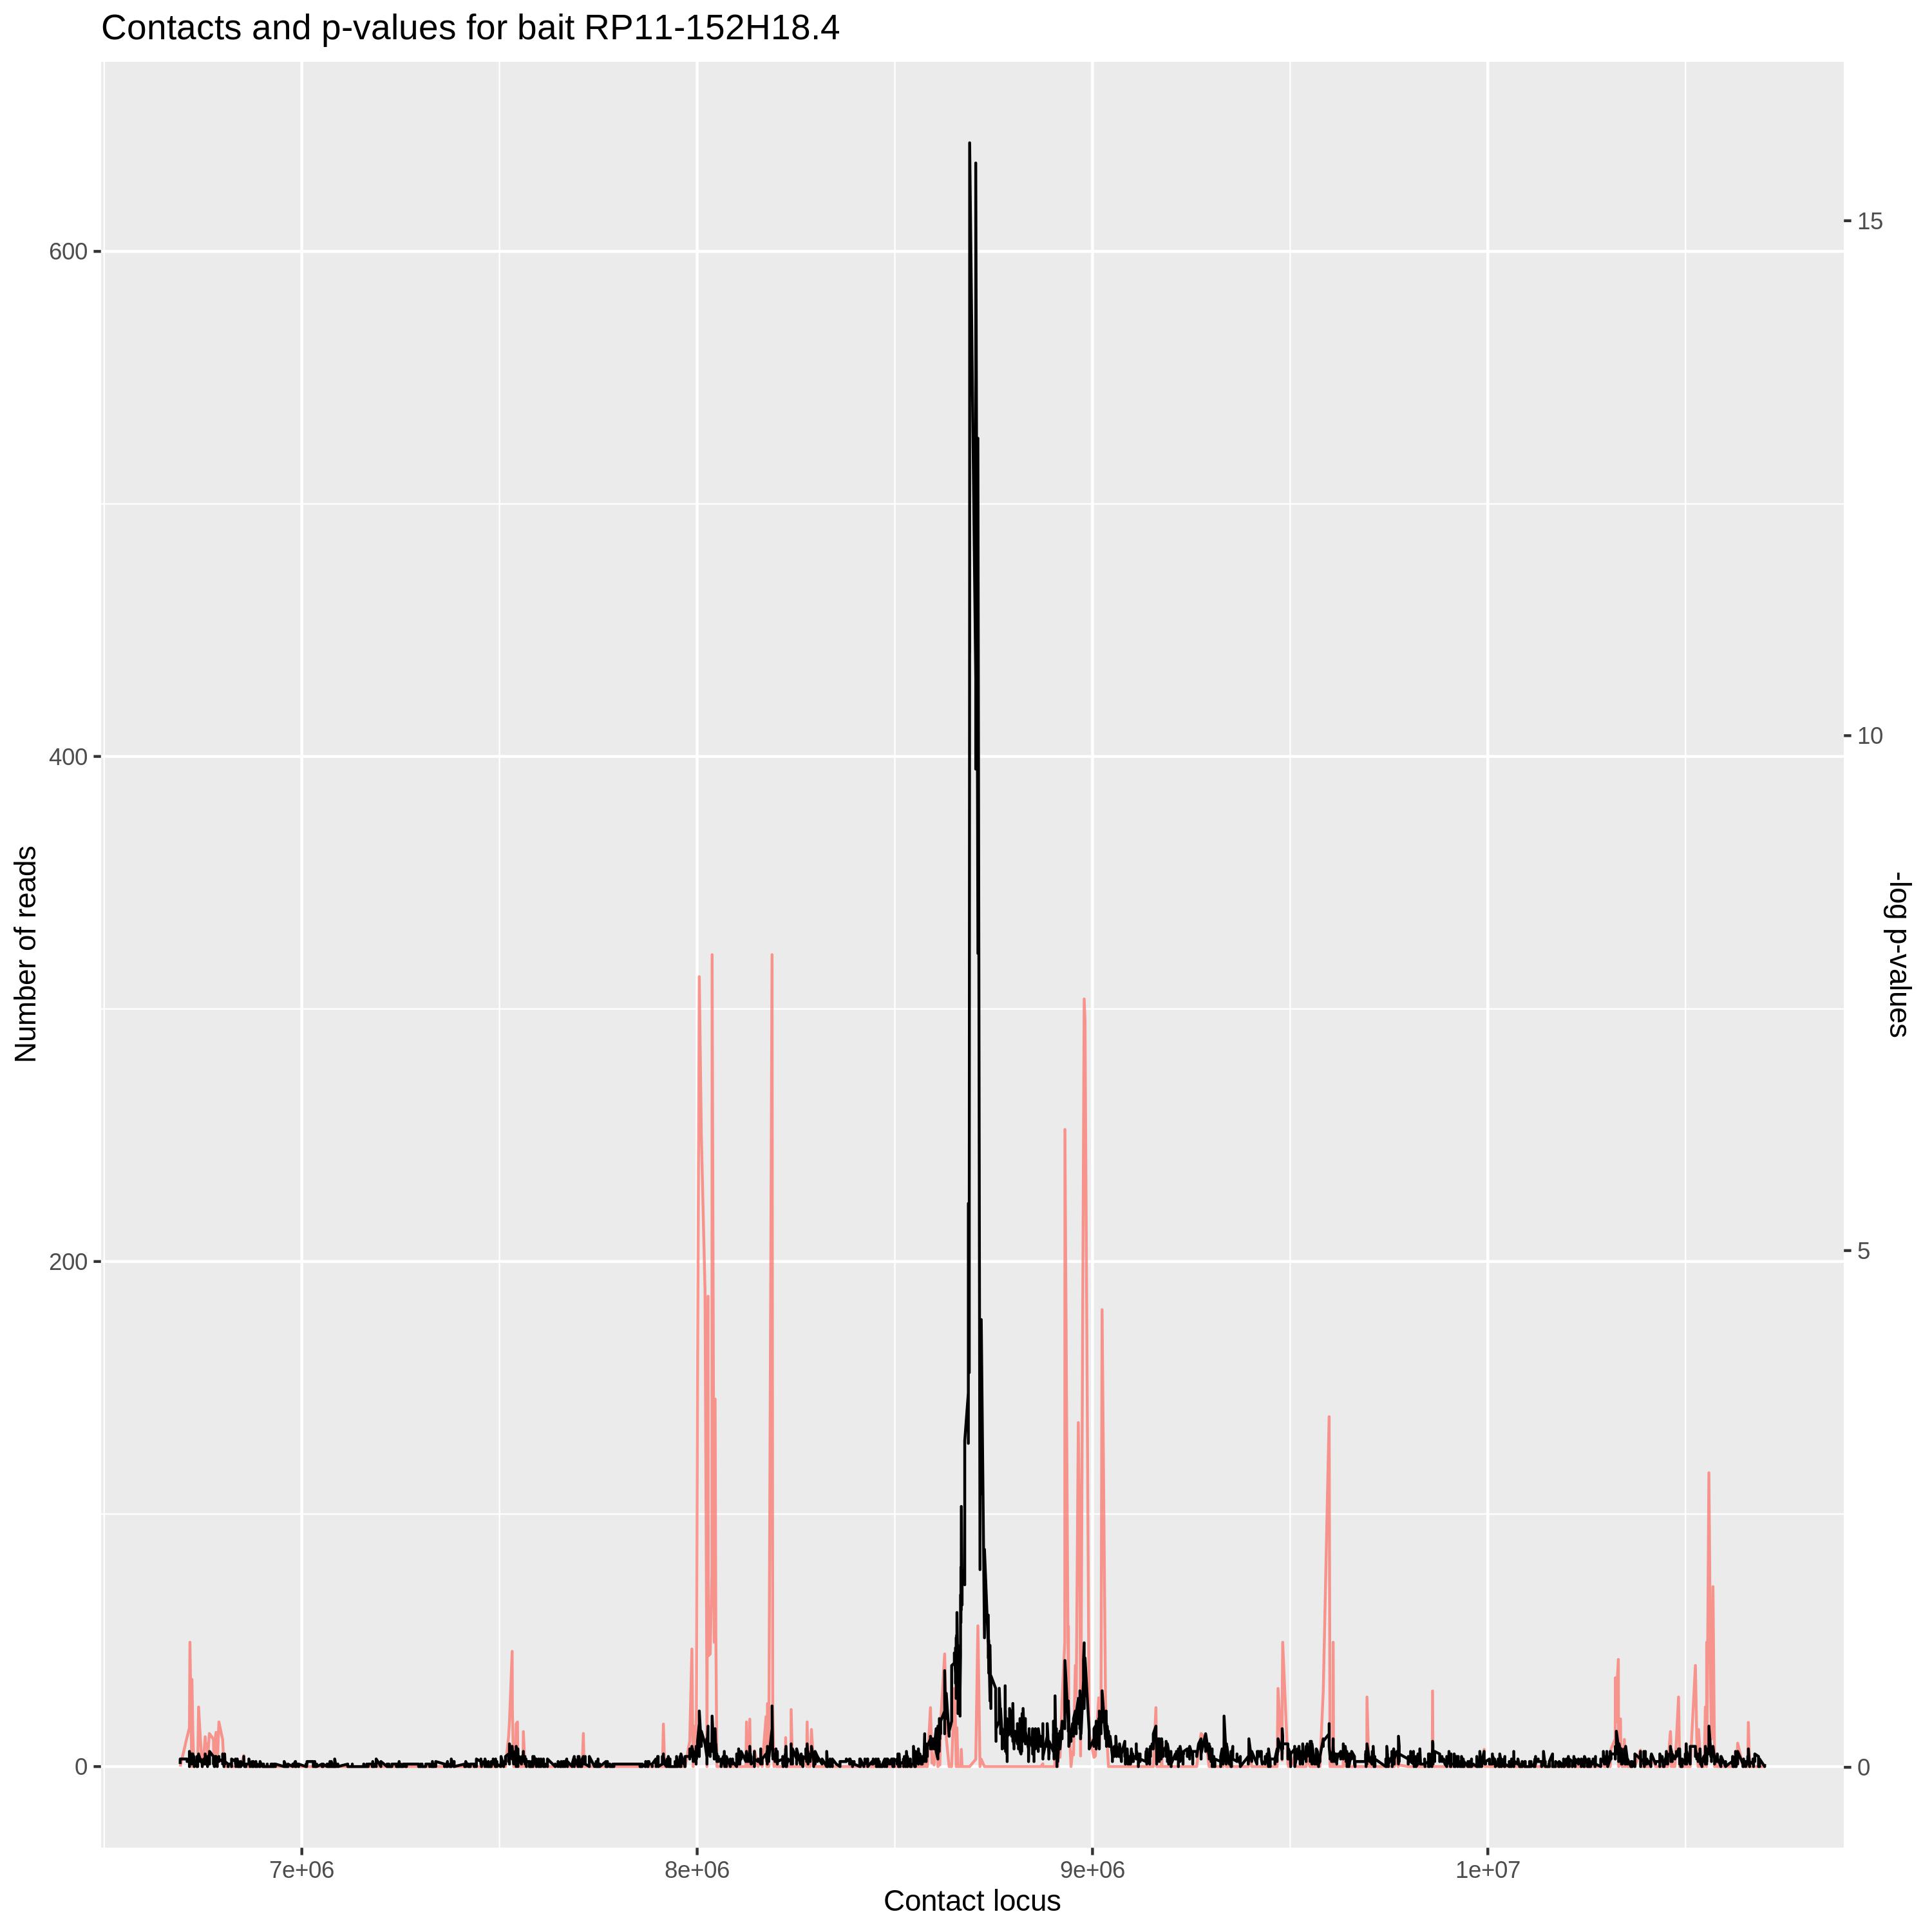 Contacts and p-values for bait RP11-152H18.4
600
400
200
0
Number of reads
15
10
5
0
-log p-values
7e+06
8e+06
9e+06
1e+07
Contact locus